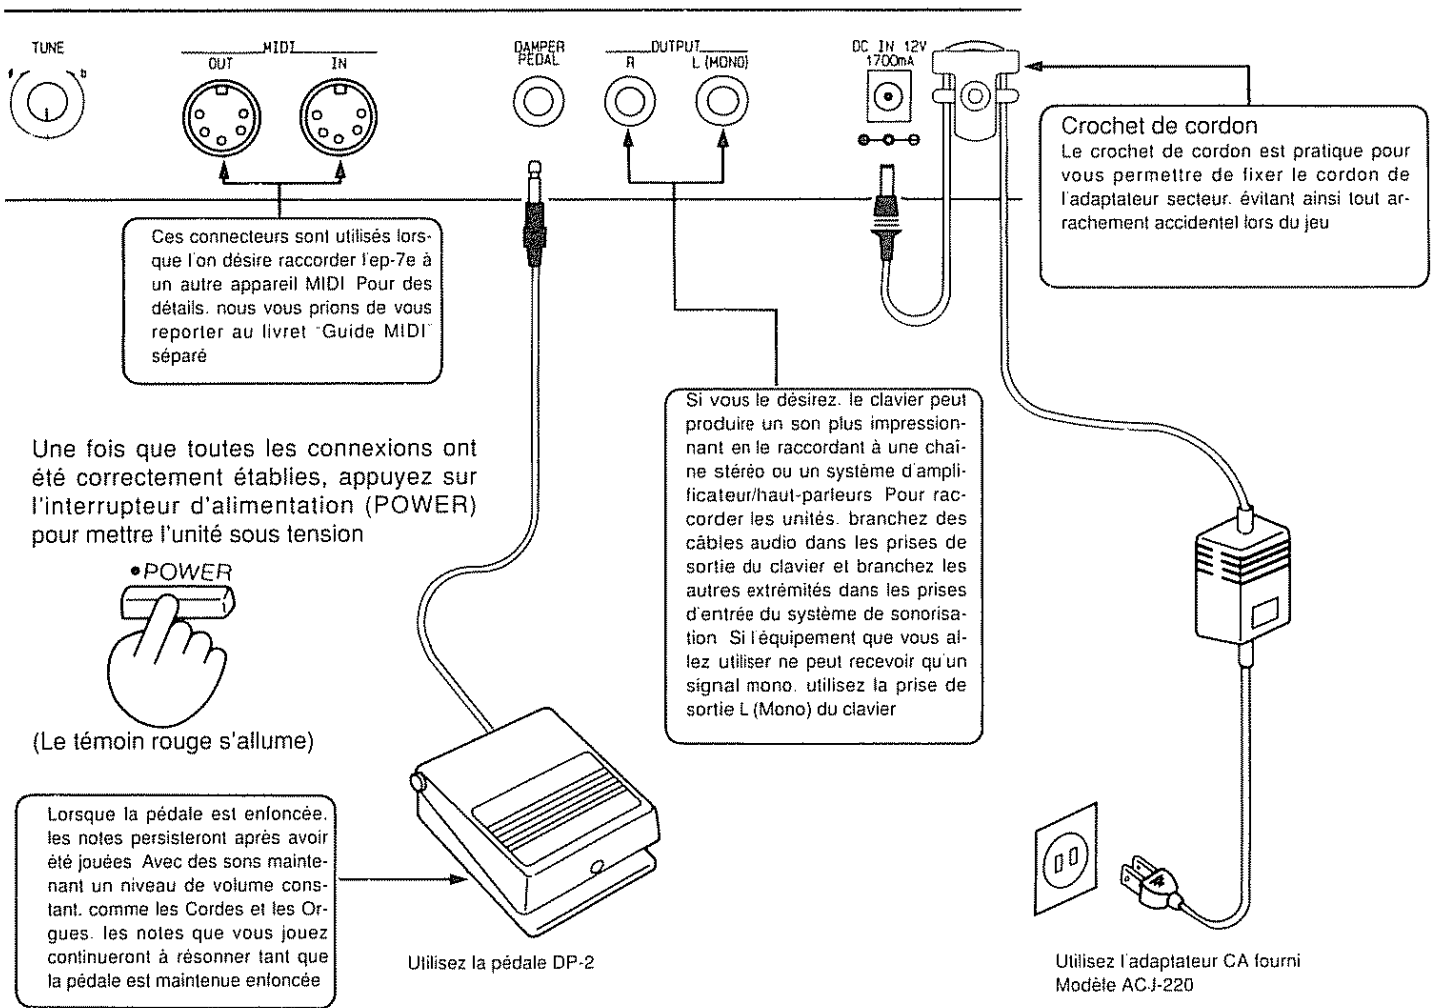 TUNE
MIDI
OUT
IN
DAMPER
PEDAL
OUTPUT
R
L (MONO)
DC IN 12V
1700mA
Crochet de cordon
Le crochet de cordon est pratique pour
vous permettre de fixer le cordon de
l'adaptateur secteur. évitant ainsi tout ar-
rachement accidentel lors du jeu
Ces connecteurs sont utilisés lors-
que l'on désire raccorder l'ep-7e à
un autre appareil MIDI Pour des
détails. nous vous prions de vous
reporter au livret "Guide MIDI"
séparé
Si vous le désirez. le clavier peut
produire un son plus impression-
nant en le raccordant à une chaî-
ne stéréo ou un système d'ampli-
ficateur/haut-parleurs Pour rac-
corder les unités. branchez des
câbles audio dans les prises de
sortie du clavier et branchez les
autres extrémités dans les prises
d'entrée du système de sonorisa-
tion Si l'équipement que vous al-
lez utiliser ne peut recevoir qu'un
signal mono. utilisez la prise de
sortie L (Mono) du clavier
Une fois que toutes les connexions ont
été correctement établies, appuyez sur
l'interrupteur d'alimentation (POWER)
pour mettre l'unité sous tension
•POWER
(Le témoin rouge s'allume)
Lorsque la pédale est enfoncée.
les notes persisteront après avoir
été jouées Avec des sons mainte-
nant un niveau de volume cons-
tant. comme les Cordes et les Or-
gues. les notes que vous jouez
continueront à résonner tant que
la pédale est maintenue enfoncée
Utilisez la pédale DP-2
Utilisez l'adaptateur CA fourni
Modèle ACJ-220